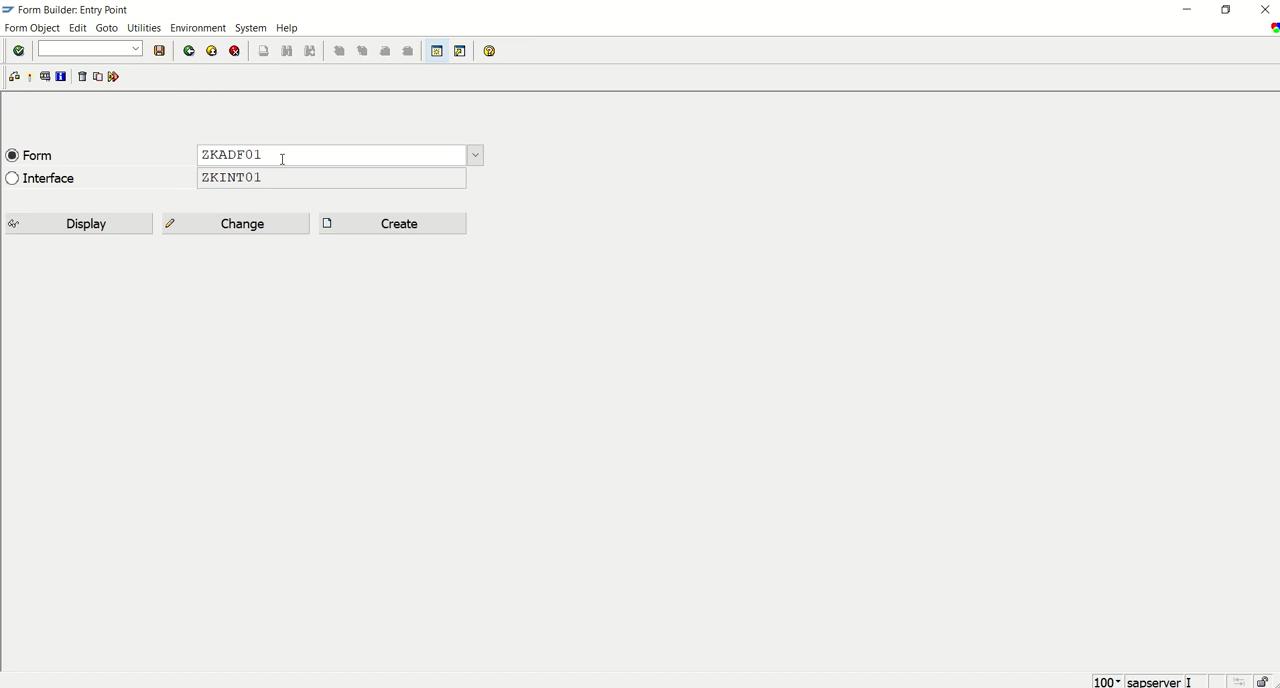 Form Builder: Entry Point
Form Object Edit Goto Utilities Environment System Help
Form ZKADF01
Interface ZKINT01
Display Change Create
100 sapserver